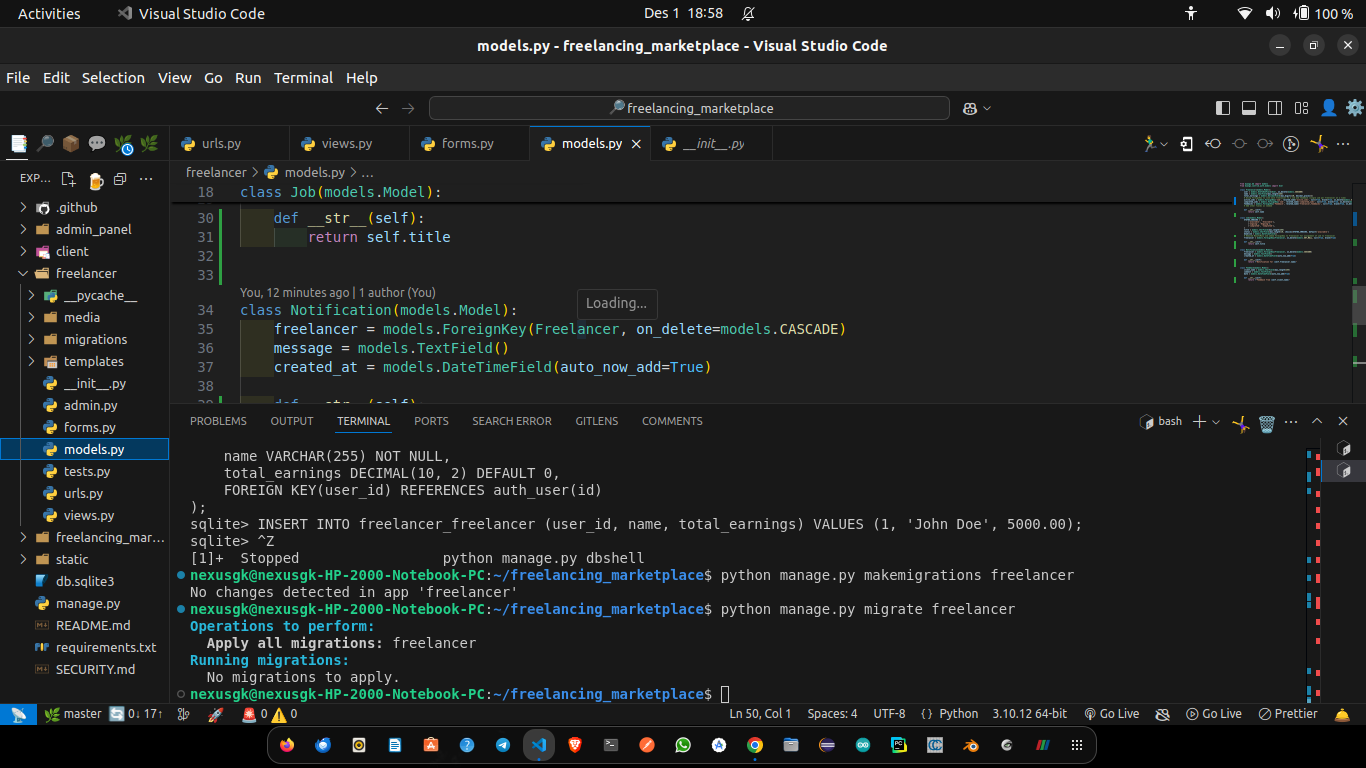 Activities
Visual Studio Code
Des 1 18:58
100 %
models.py - freelancing_marketplace - Visual Studio Code
File Edit Selection View Go Run Terminal Help
freelancing_marketplace
urls.py
views.py
forms.py
models.py
__init__.py
EXP...
freelancer > models.py > ...
.github
admin_panel
client
freelancer
__pycache__
media
migrations
templates
__init__.py
admin.py
forms.py
models.py
tests.py
urls.py
views.py
freelancing_mar...
static
db.sqlite3
manage.py
README.md
requirements.txt
SECURITY.md
18 class Job(models.Model):
30 def __str__(self):
31 return self.title
32
33
You, 12 minutes ago | 1 author (You)
Loading...
34 class Notification(models.Model):
35 freelancer = models.ForeignKey(Freelancer, on_delete=models.CASCADE)
36 message = models.TextField()
37 created_at = models.DateTimeField(auto_now_add=True)
38
PROBLEMS OUTPUT TERMINAL PORTS SEARCH ERROR GITLENS COMMENTS
bash
name VARCHAR(255) NOT NULL,
total_earnings DECIMAL(10, 2) DEFAULT 0,
FOREIGN KEY(user_id) REFERENCES auth_user(id)
);
sqlite> INSERT INTO freelancer_freelancer (user_id, name, total_earnings) VALUES (1, 'John Doe', 5000.00);
sqlite> ^Z
[1]+ Stopped python manage.py dbshell
nexusgk@nexusgk-HP-2000-Notebook-PC:~/freelancing_marketplace$ python manage.py makemigrations freelancer
No changes detected in app 'freelancer'
nexusgk@nexusgk-HP-2000-Notebook-PC:~/freelancing_marketplace$ python manage.py migrate freelancer
Operations to perform:
Apply all migrations: freelancer
Running migrations:
No migrations to apply.
nexusgk@nexusgk-HP-2000-Notebook-PC:~/freelancing_marketplace$
master 0↓ 17↑ 0 0
Ln 50, Col 1 Spaces: 4 UTF-8 { } Python 3.10.12 64-bit Go Live Go Live Prettier